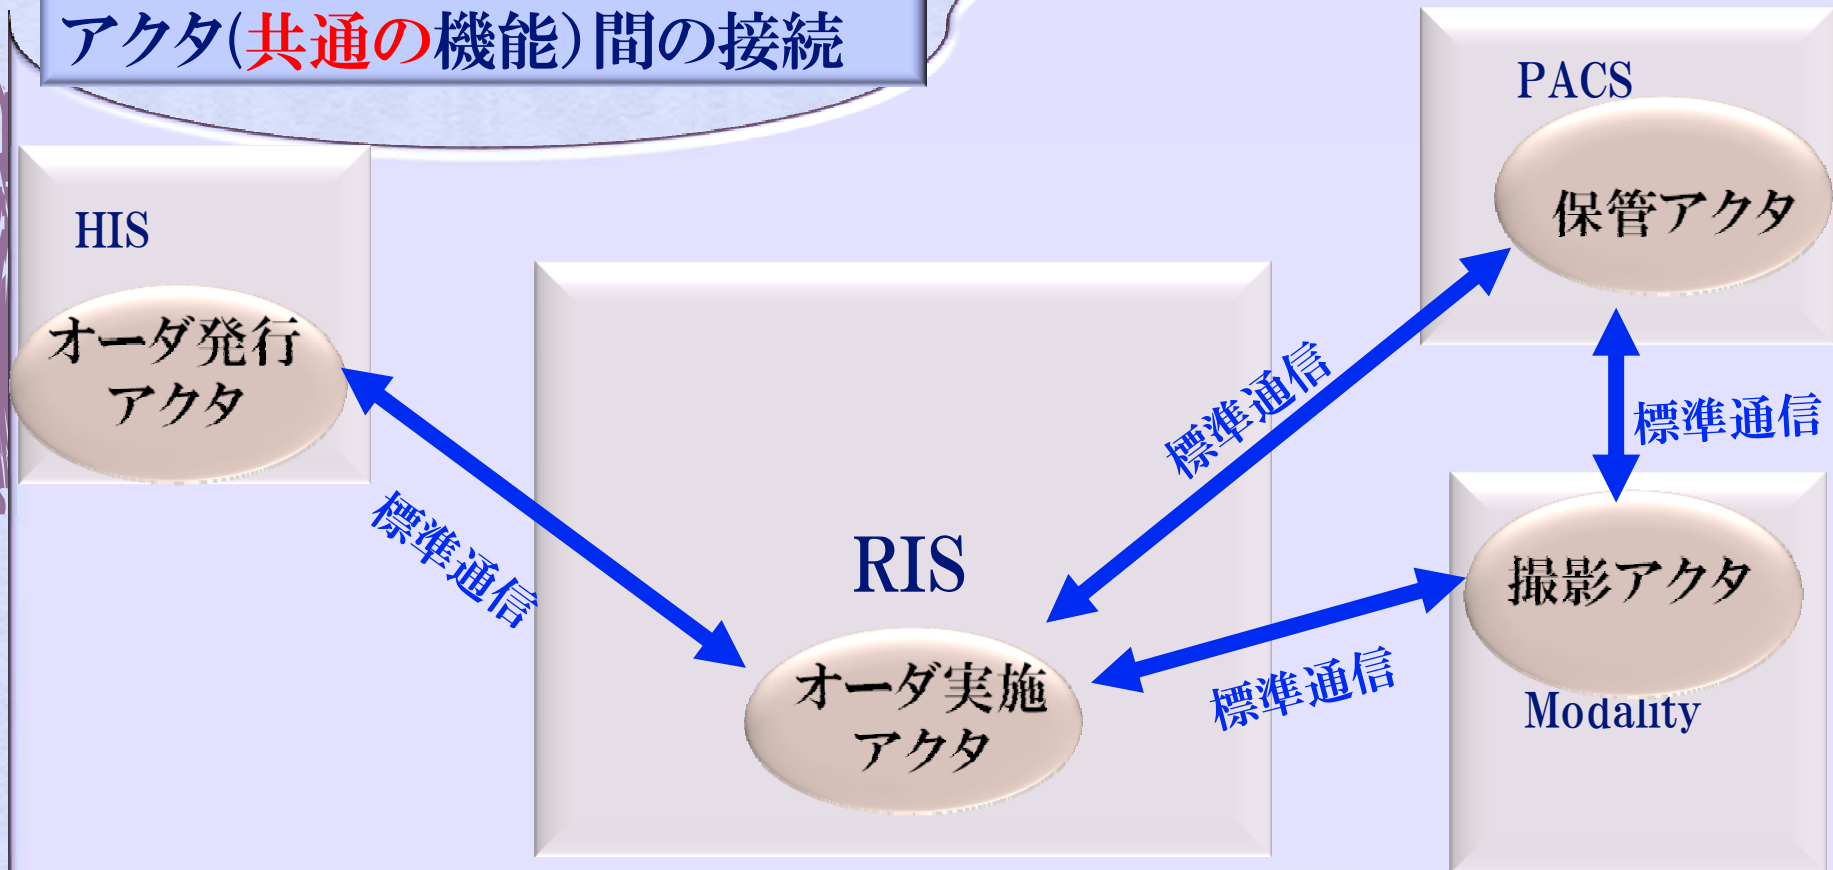 アクタ(共通の機能)間の接続
PACS
保管アクタ
HIS
オーダ発行
アクタ
標準通信
標準通信
標準通信
RIS
撮影アクタ
オーダ実施
アクタ
標準通信
Modality